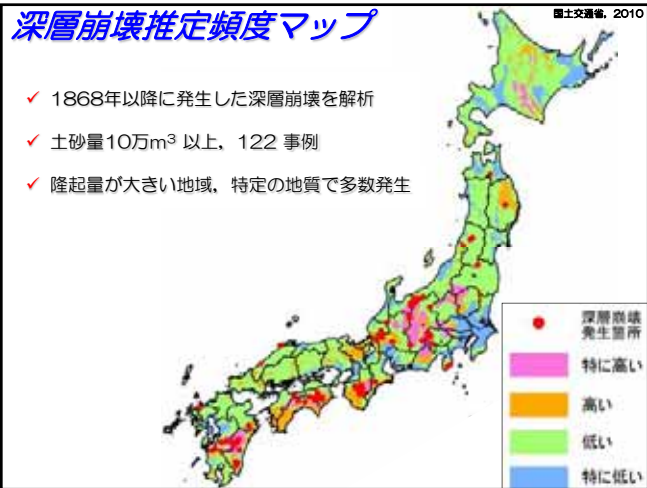 深層崩壊推定頻度マップ
国土交通省, 2010
✓ 1868年以降に発生した深層崩壊を解析
✓ 土砂量10万m³ 以上, 122 事例
✓ 隆起量が大きい地域, 特定の地質で多数発生
深層崩壊
発生箇所
特に高い
高い
低い
特に低い